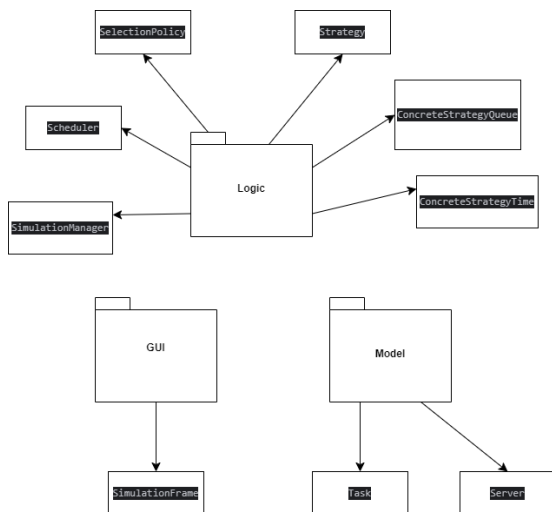 SelectionPolicy
Strategy
Scheduler
ConcreteStrategyQueue
Logic
ConcreteStrategyTime
SimulationManager
GUI
Model
SimulationFrame
Task
Server